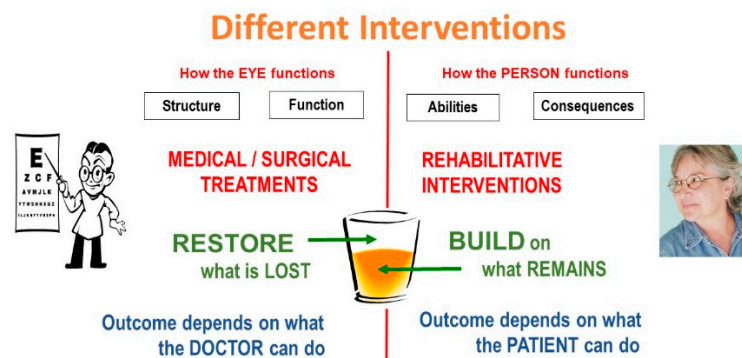 Different Interventions
How the EYE functions
How the PERSON functions
Structure
Function
Abilities
Consequences
MEDICAL / SURGICAL
TREATMENTS
REHABILITATIVE
INTERVENTIONS
E
Z C F
RESTORE
what is LOST
BUILD on
what REMAINS
Outcome depends on what
the DOCTOR can do
Outcome depends on what
the PATIENT can do